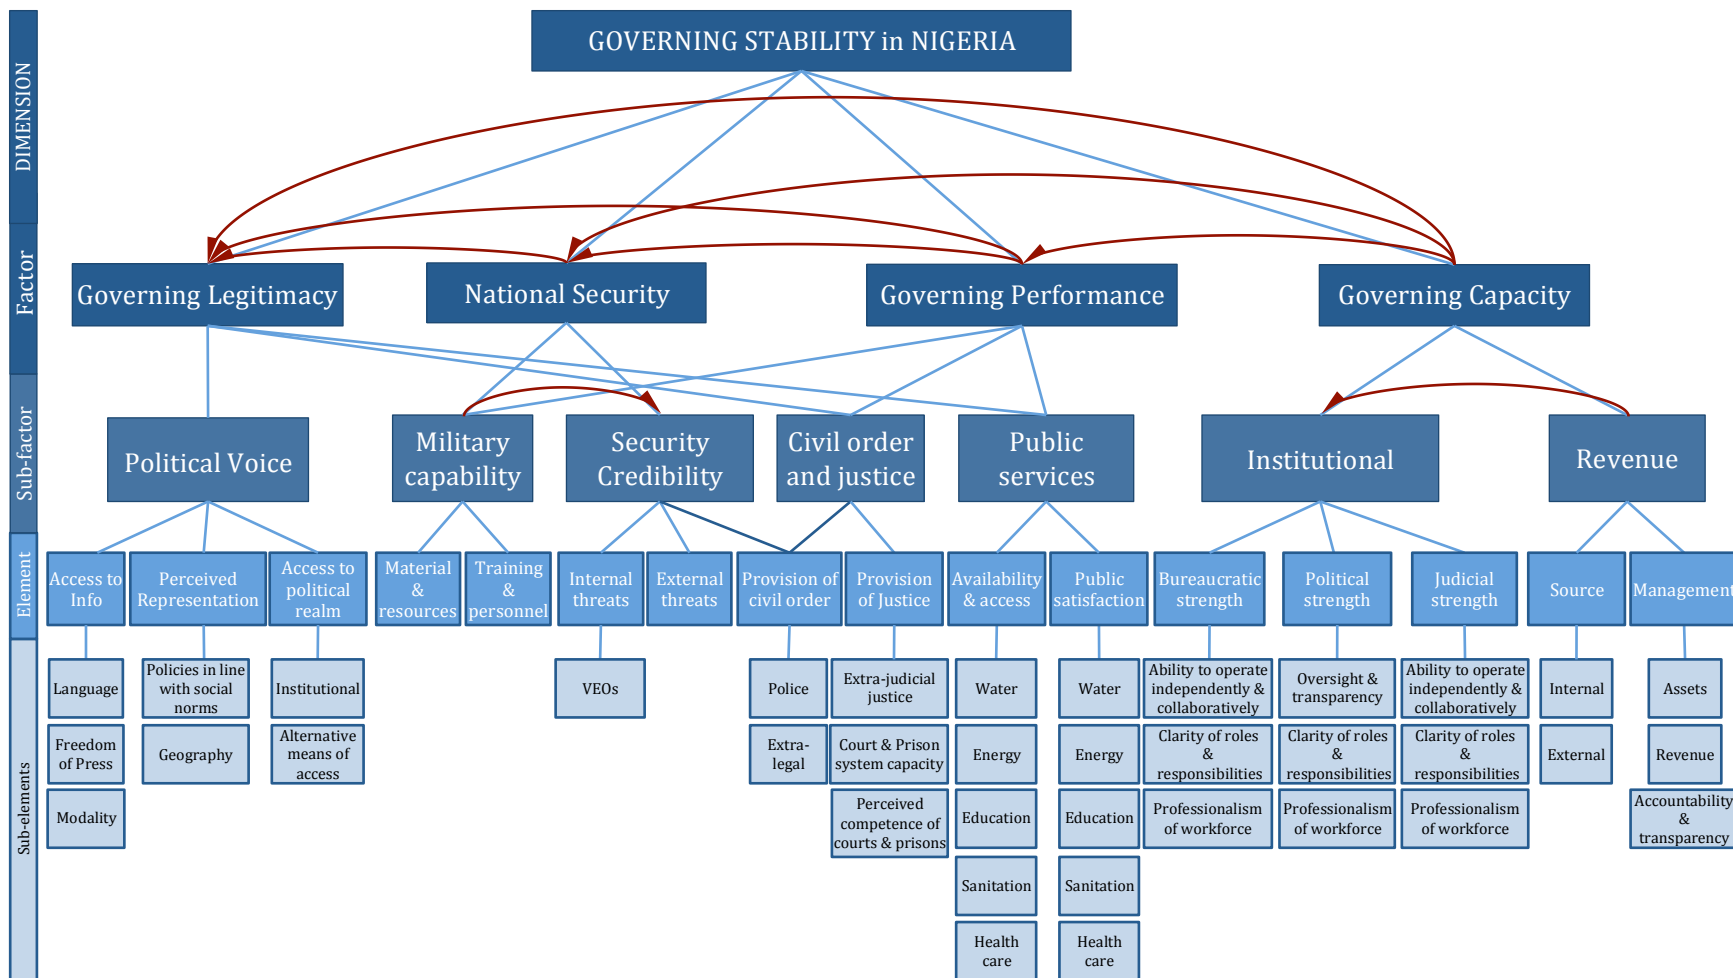 GOVERNING STABILITY in NIGERIA
DIMENSION
Factor
Governing Legitimacy
National Security
Governing Performance
Governing Capacity
Sub-factor
Political Voice
Military
capability
Security
Credibility
Civil order
and justice
Public
services
Institutional
Revenue
Element
Access to
Info
Perceived
Representation
Access to
political
realm
Material
&
resources
Training
&
personnel
Internal
threats
External
threats
Provision of
civil order
Provision
of Justice
Availability
& access
Public
satisfaction
Bureaucratic
strength
Political
strength
Judicial
strength
Source
Management
Sub-elements
Language
Freedom
of Press
Modality
Policies in line
with social
norms
Geography
Institutional
Alternative
means of
access
VEOs
Police
Extra-
legal
Extra-judicial
justice
Court & Prison
system capacity
Perceived
competence of
courts & prisons
Water
Energy
Education
Sanitation
Health
care
Water
Energy
Education
Sanitation
Health
care
Ability to operate
independently &
collaboratively
Clarity of roles
&
responsibilities
Professionalism
of workforce
Oversight &
transparency
Clarity of roles
&
responsibilities
Professionalism
of workforce
Ability to operate
independently &
collaboratively
Clarity of roles
&
responsibilities
Professionalism
of workforce
Internal
External
Assets
Revenue
Accountability
&
transparency